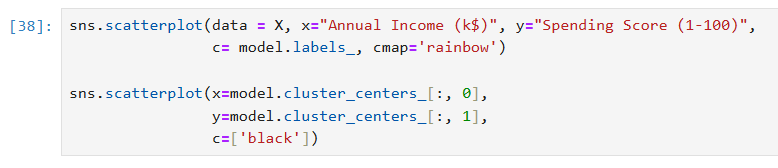 [38]: sns.scatterplot(data = X, x="Annual Income (k$)", y="Spending Score (1-100)",
c= model.labels_, cmap='rainbow')
sns.scatterplot(x=model.cluster_centers_[:, 0],
y=model.cluster_centers_[:, 1],
c=['black'])